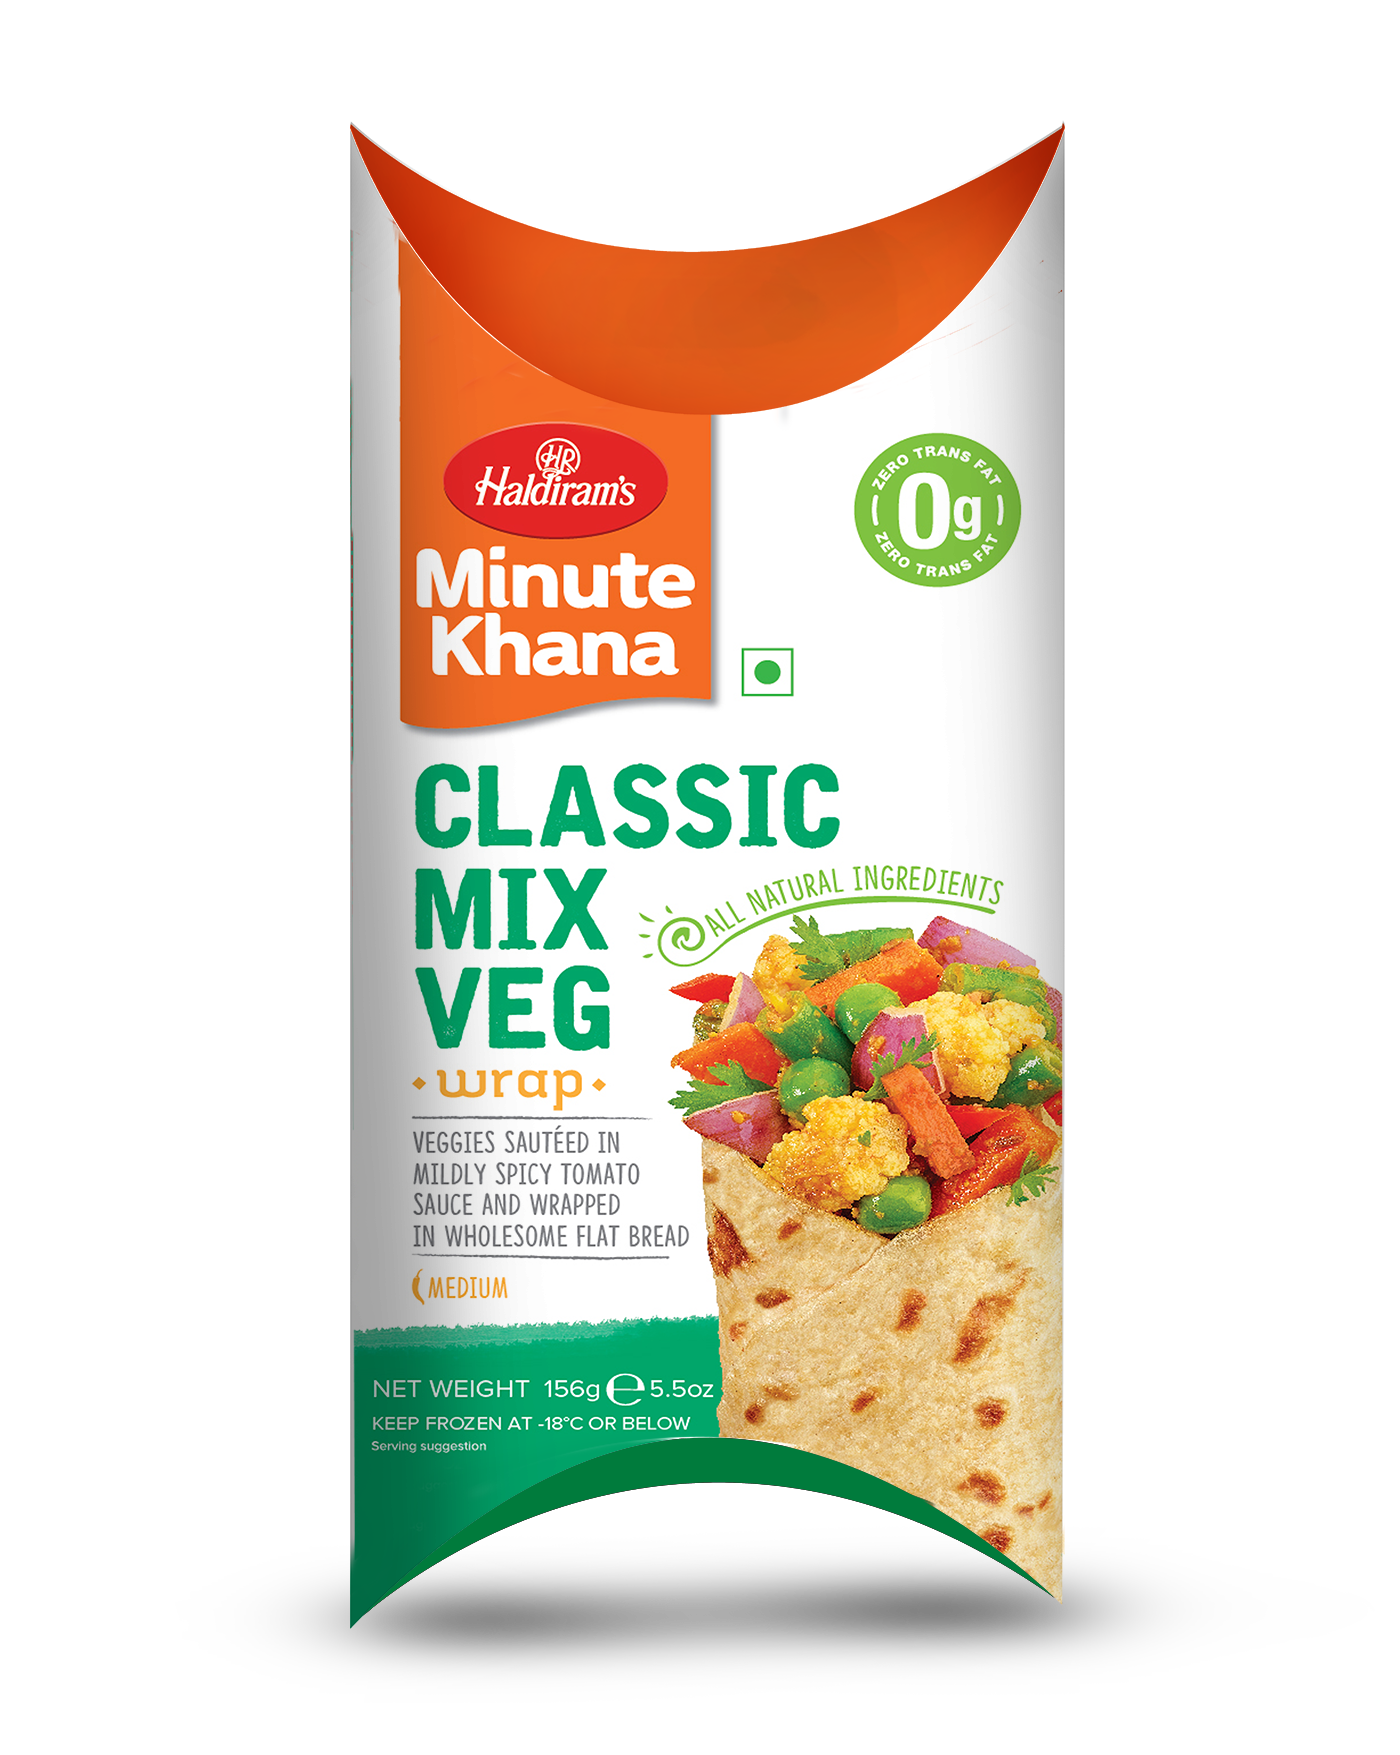 HR
Haldiram's
Minute
Khana
ZERO TRANS FAT
0g
ZERO TRANS FAT
CLASSIC
MIX
VEG
wrap
ALL NATURAL INGREDIENTS
VEGGIES SAUTÉED IN
MILDLY SPICY TOMATO
SAUCE AND WRAPPED
IN WHOLESOME FLAT BREAD
MEDIUM
NET WEIGHT 156g ℮ 5.5oz
KEEP FROZEN AT -18°C OR BELOW
Serving suggestion